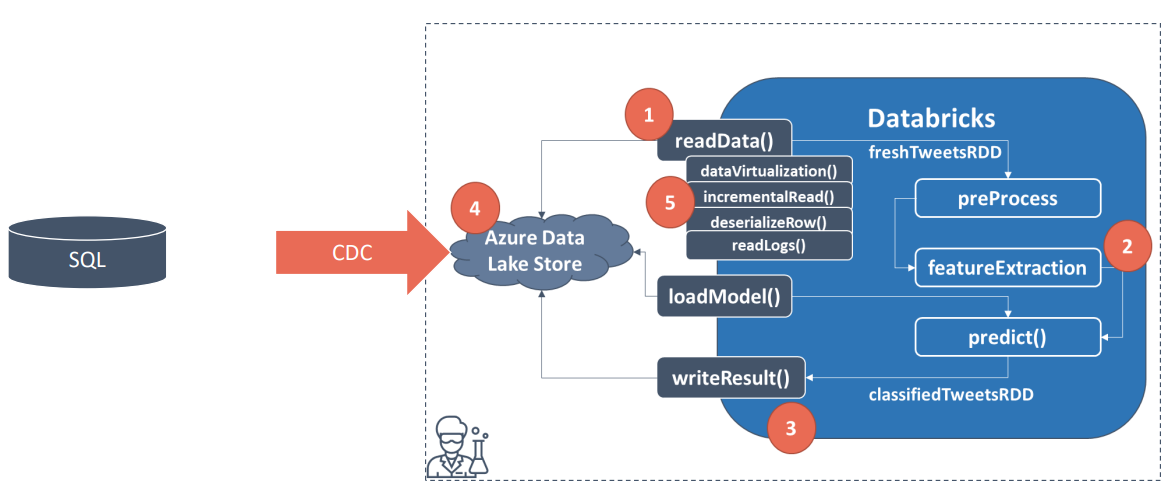 Databricks
1
readData()
freshTweetsRDD
dataVirtualization()
incrementalRead()
deserializeRow()
readLogs()
5
4
preProcess
SQL
CDC
Azure Data
Lake Store
2
featureExtraction
loadModel()
predict()
writeResult()
classifiedTweetsRDD
3